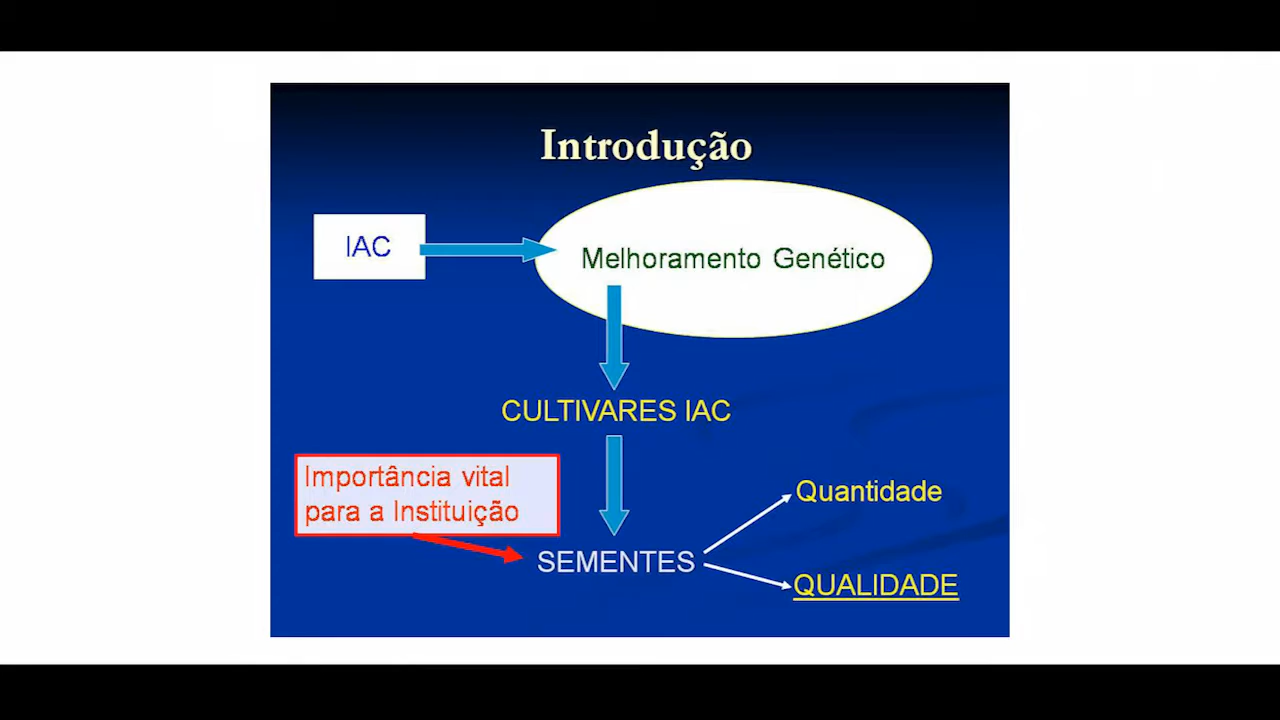 Introdução
IAC
Melhoramento Genético
CULTIVARES IAC
Importância vital
para a Instituição
SEMENTES
Quantidade
QUALIDADE